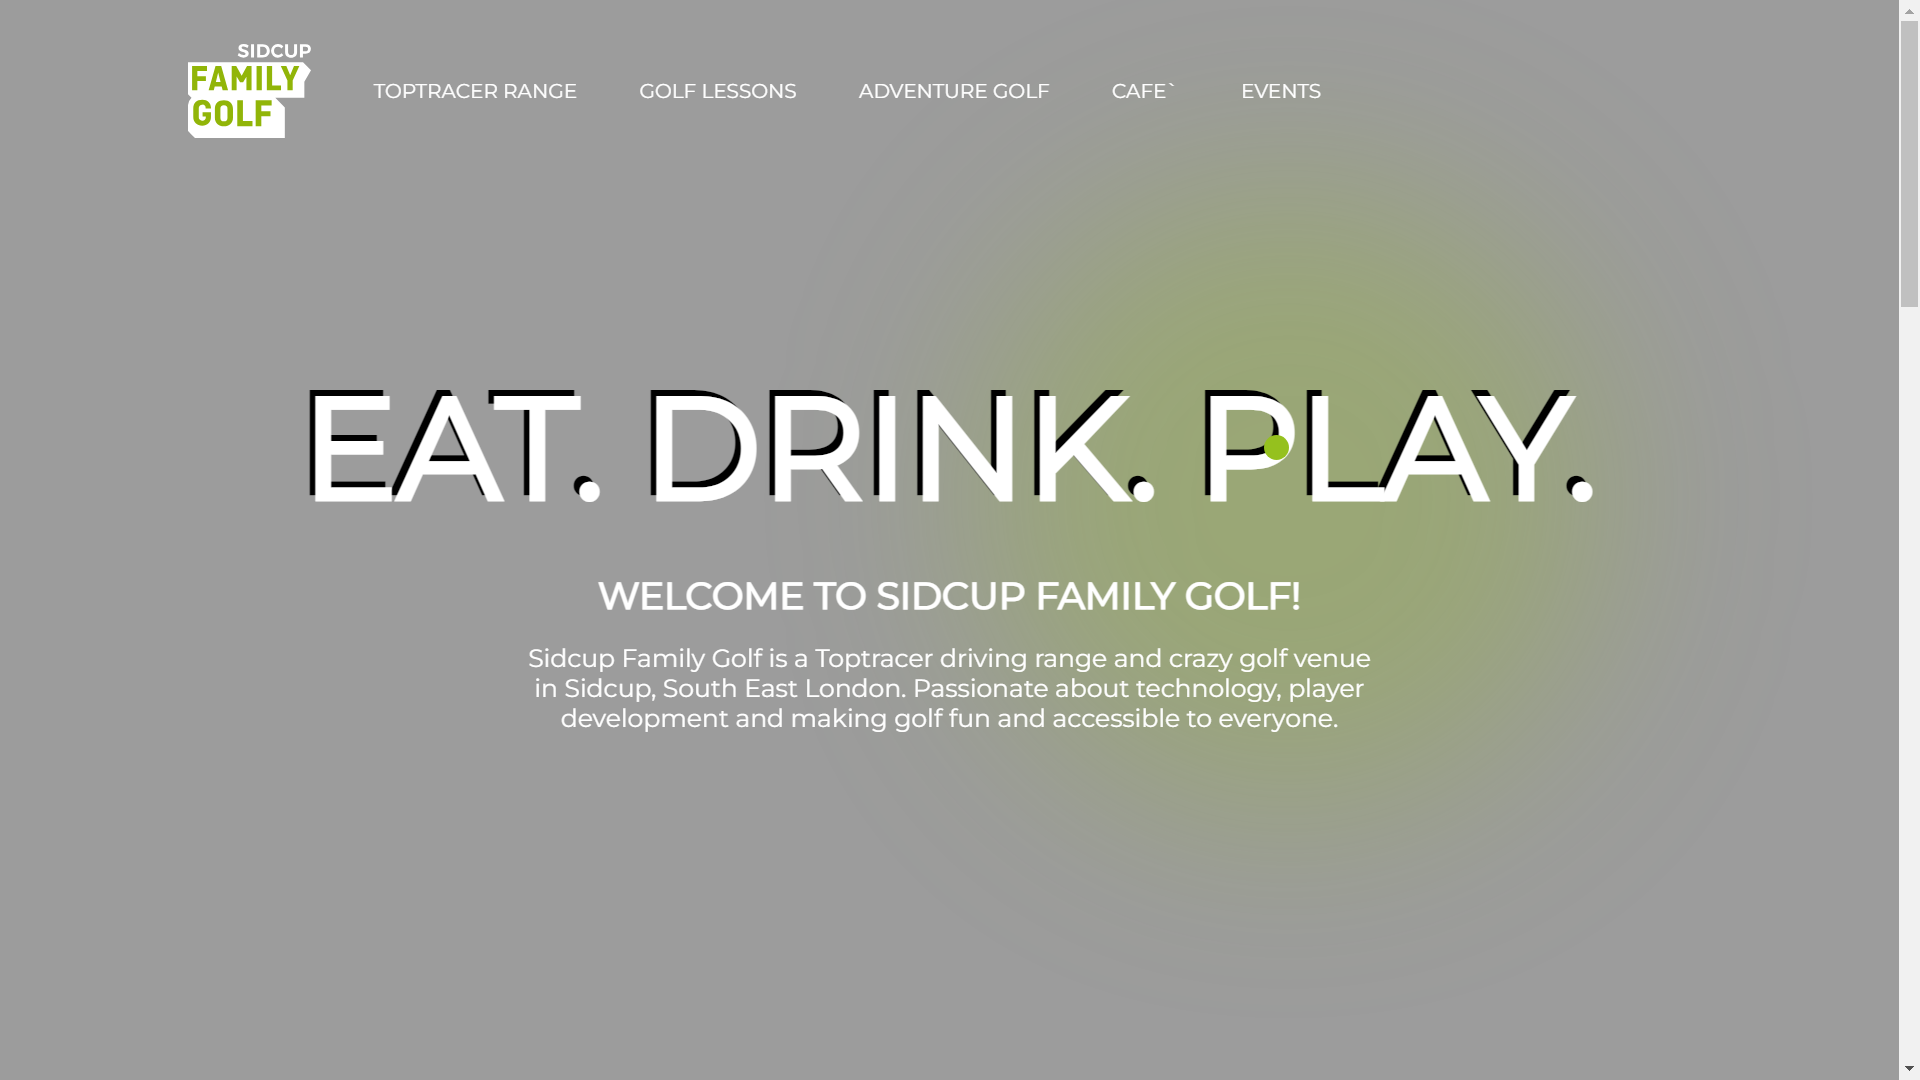 SIDCUP
FAMILY
GOLF
TOPTRACER RANGE
GOLF LESSONS
ADVENTURE GOLF
CAFE`
EVENTS
EAT. DRINK. PLAY.
WELCOME TO SIDCUP FAMILY GOLF!
Sidcup Family Golf is a Toptracer driving range and crazy golf venue
in Sidcup, South East London. Passionate about technology, player
development and making golf fun and accessible to everyone.